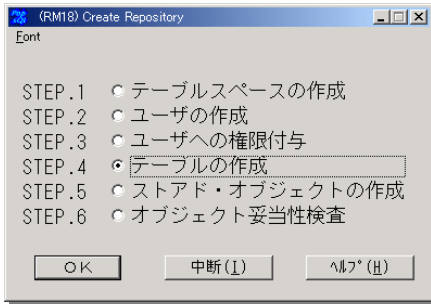 (RM18) Create Repository
Font
STEP.1 テーブルスペースの作成
STEP.2 ユーザの作成
STEP.3 ユーザへの権限付与
STEP.4 テーブルの作成
STEP.5 ストアド・オブジェクトの作成
STEP.6 オブジェクト妥当性検査
OK 中断(I) ﾍﾙﾌﾟ(H)